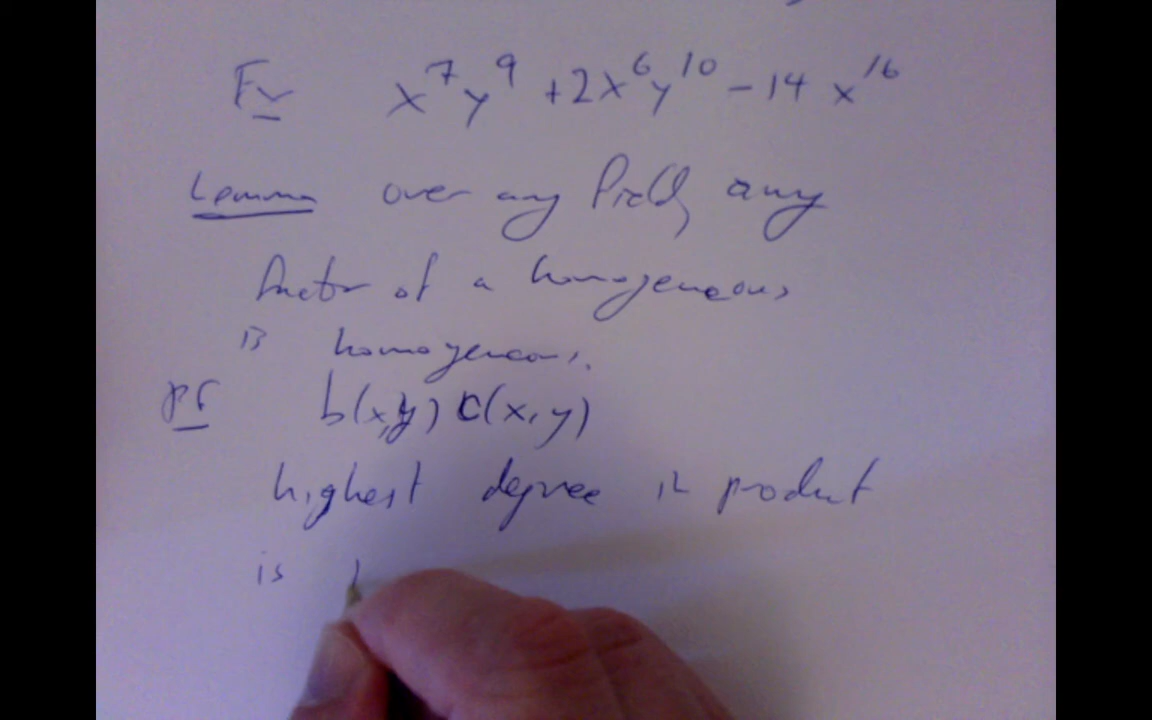 Ex x^7y^9 +2x^6y^10 -14 x^16
Lemma over any field, any
factor of a homogeneous
is homogeneous.
pf b(x,y) c(x,y)
highest degree in product
is